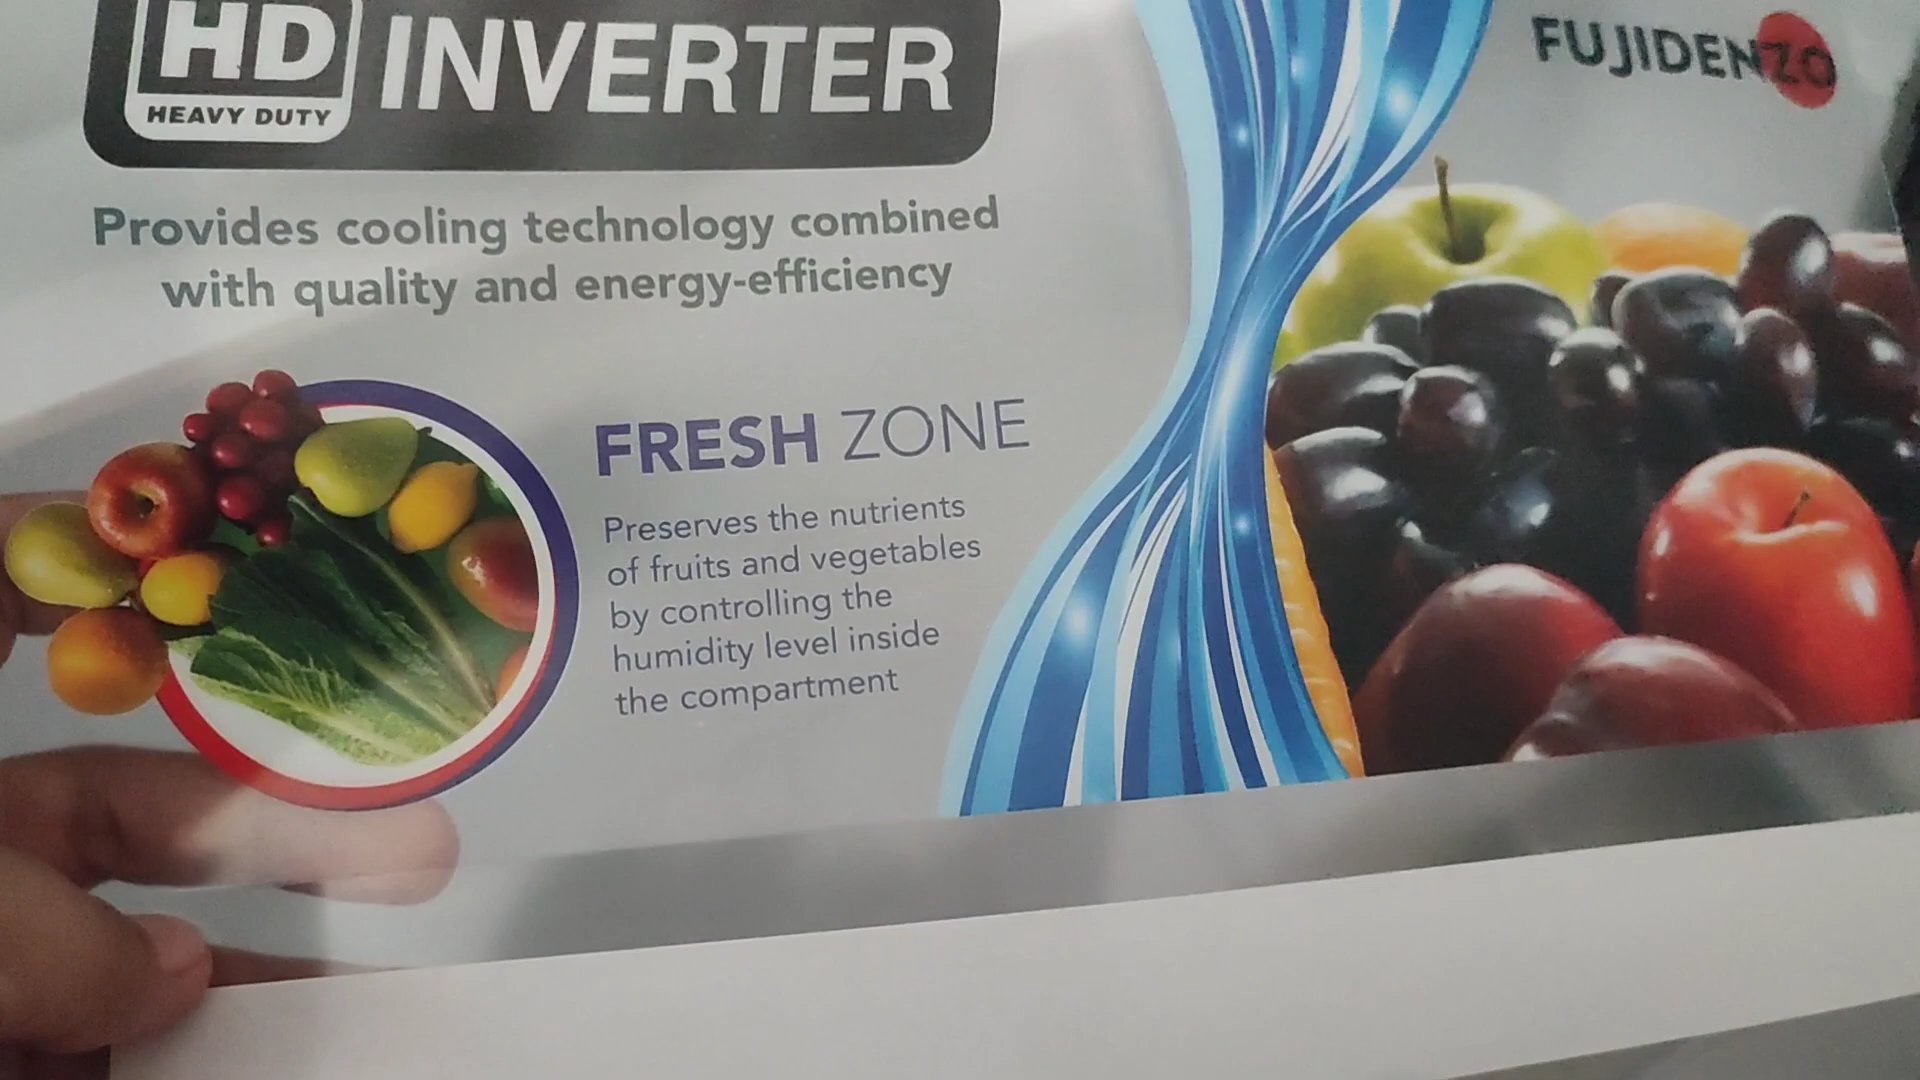 HD INVERTER
HEAVY DUTY
FUJIDENZO
Provides cooling technology combined
with quality and energy-efficiency
FRESH ZONE
Preserves the nutrients
of fruits and vegetables
by controlling the
humidity level inside
the compartment